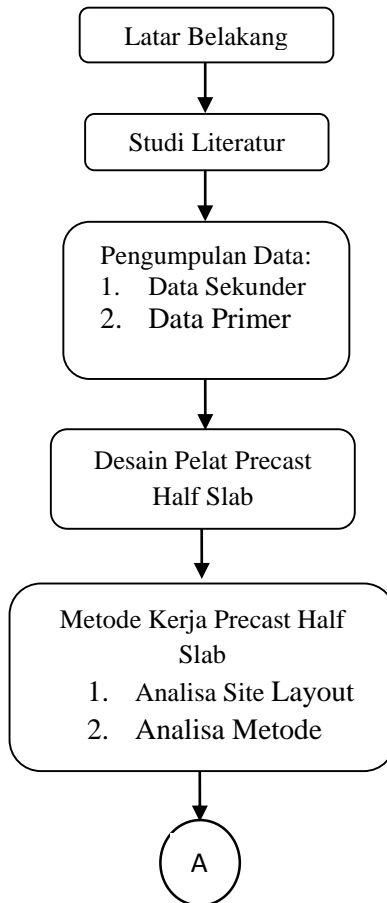 Latar Belakang
Studi Literatur
Pengumpulan Data:
1. Data Sekunder
2. Data Primer
Desain Pelat Precast
Half Slab
Metode Kerja Precast Half
Slab
1. Analisa Site Layout
2. Analisa Metode
A